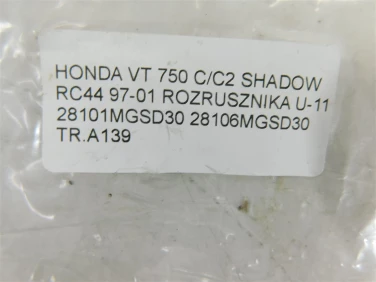 HONDA VT 750 C/C2 SHADOW
RC44 97-01 ROZRUSZNIKA U-11
28101MGSD30 28106MGSD30
TR.A139